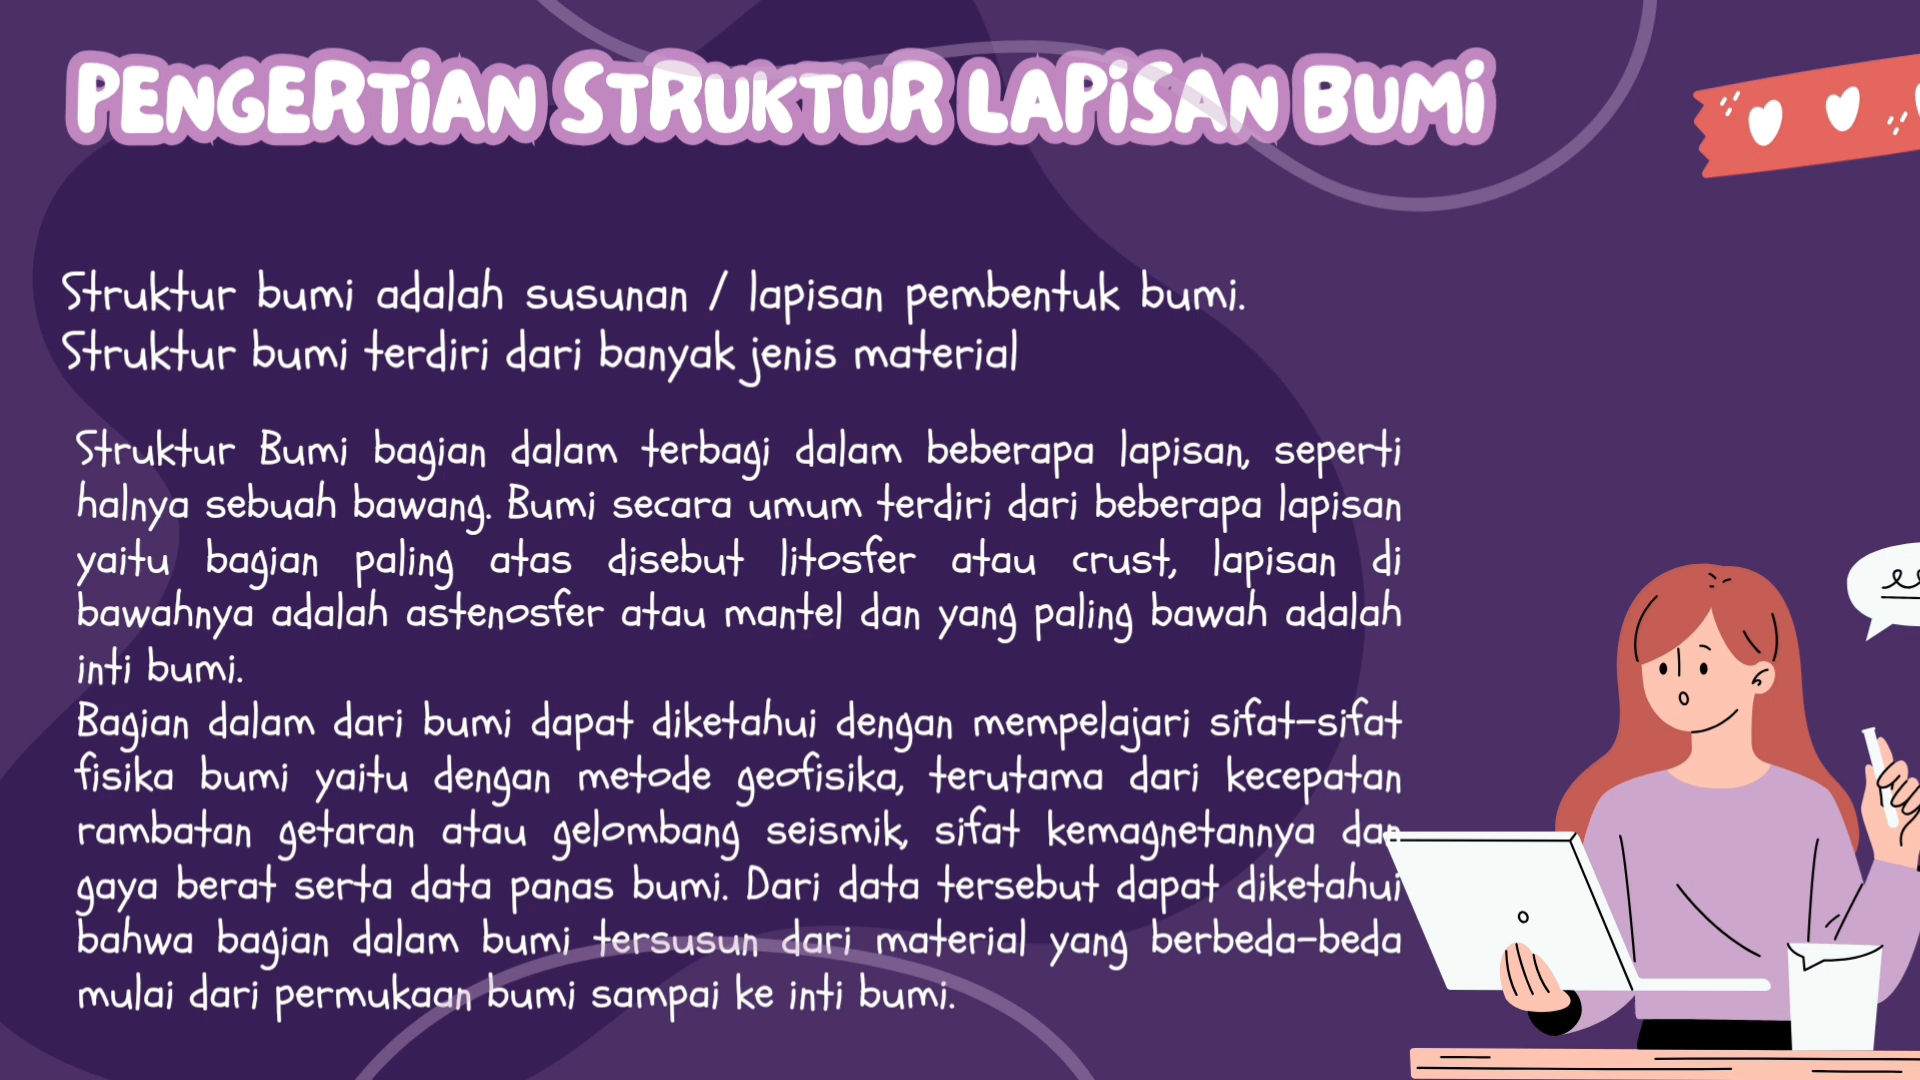 PENGERTIAN STRUKTUR LAPISAN BUMI
Struktur bumi adalah susunan / lapisan pembentuk bumi.
Struktur bumi terdiri dari banyak jenis material
Struktur Bumi bagian dalam terbagi dalam beberapa lapisan, seperti
halnya sebuah bawang. Bumi secara umum terdiri dari beberapa lapisan
yaitu bagian paling atas disebut litosfer atau crust, lapisan di
bawahnya adalah astenosfer atau mantel dan yang paling bawah adalah
inti bumi.
Bagian dalam dari bumi dapat diketahui dengan mempelajari sifat-sifat
fisika bumi yaitu dengan metode geofisika, terutama dari kecepatan
rambatan getaran atau gelombang seismik, sifat kemagnetannya dan
gaya berat serta data panas bumi. Dari data tersebut dapat diketahui
bahwa bagian dalam bumi tersusun dari material yang berbeda-beda
mulai dari permukaan bumi sampai ke inti bumi.